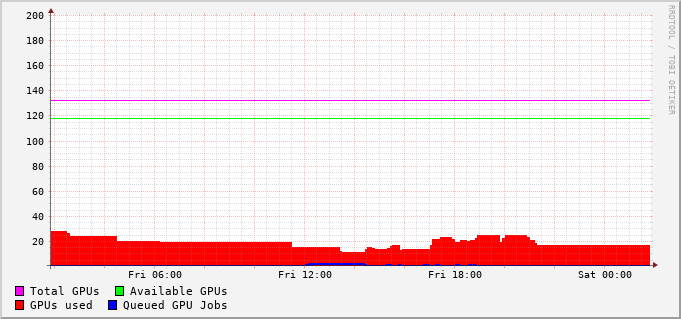 200
180
160
140
120
100
80
60
40
20
Fri 06:00 Fri 12:00 Fri 18:00 Sat 00:00
Total GPUs Available GPUs
GPUs used Queued GPU Jobs
RRDTOOL / TOBI OETIKER